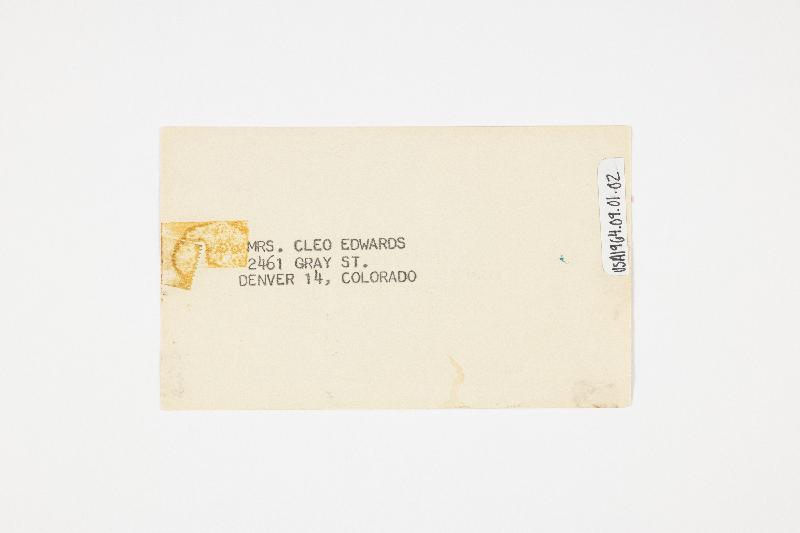 MRS. CLEO EDWARDS
2461 GRAY ST.
DENVER 14, COLORADO
USA1964.09.01.02